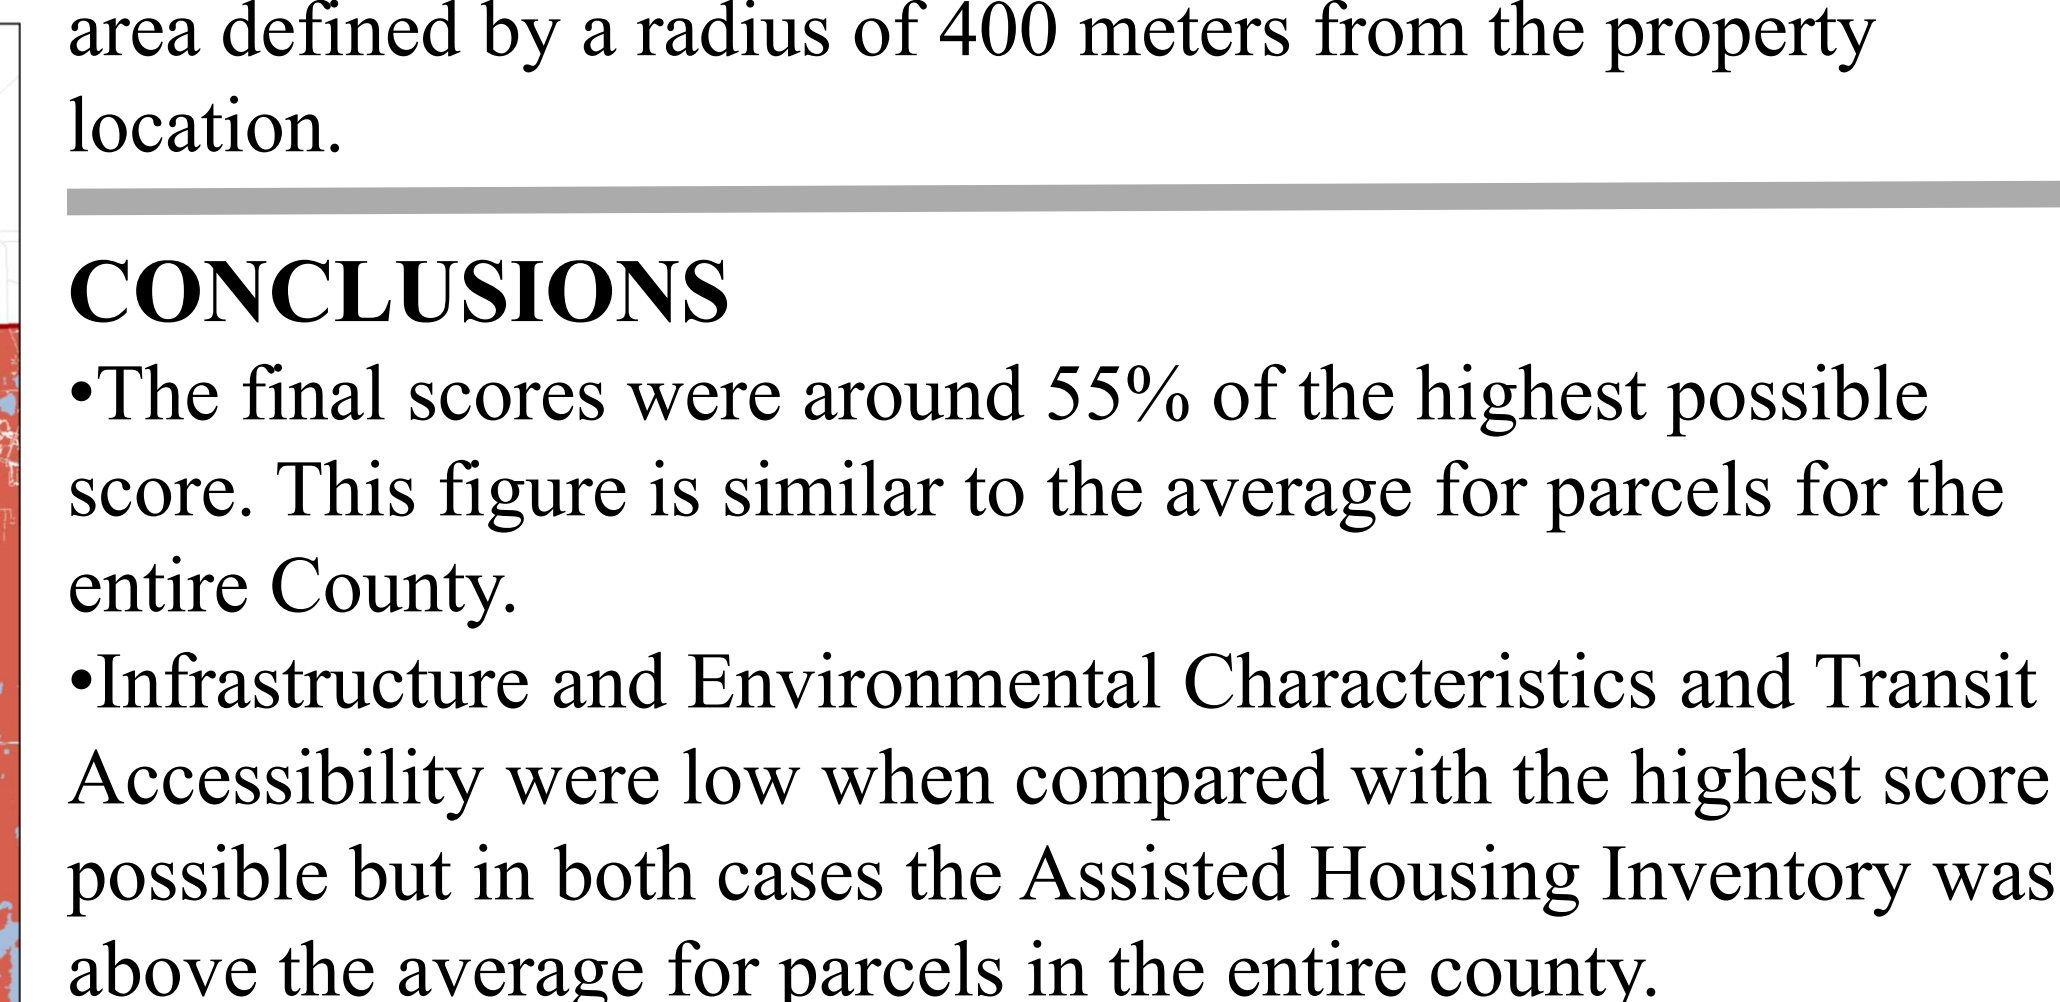 area defined by a radius of 400 meters from the property
location.
CONCLUSIONS
•The final scores were around 55% of the highest possible
score. This figure is similar to the average for parcels for the
entire County.
•Infrastructure and Environmental Characteristics and Transit
Accessibility were low when compared with the highest score
possible but in both cases the Assisted Housing Inventory was
above the average for parcels in the entire county.